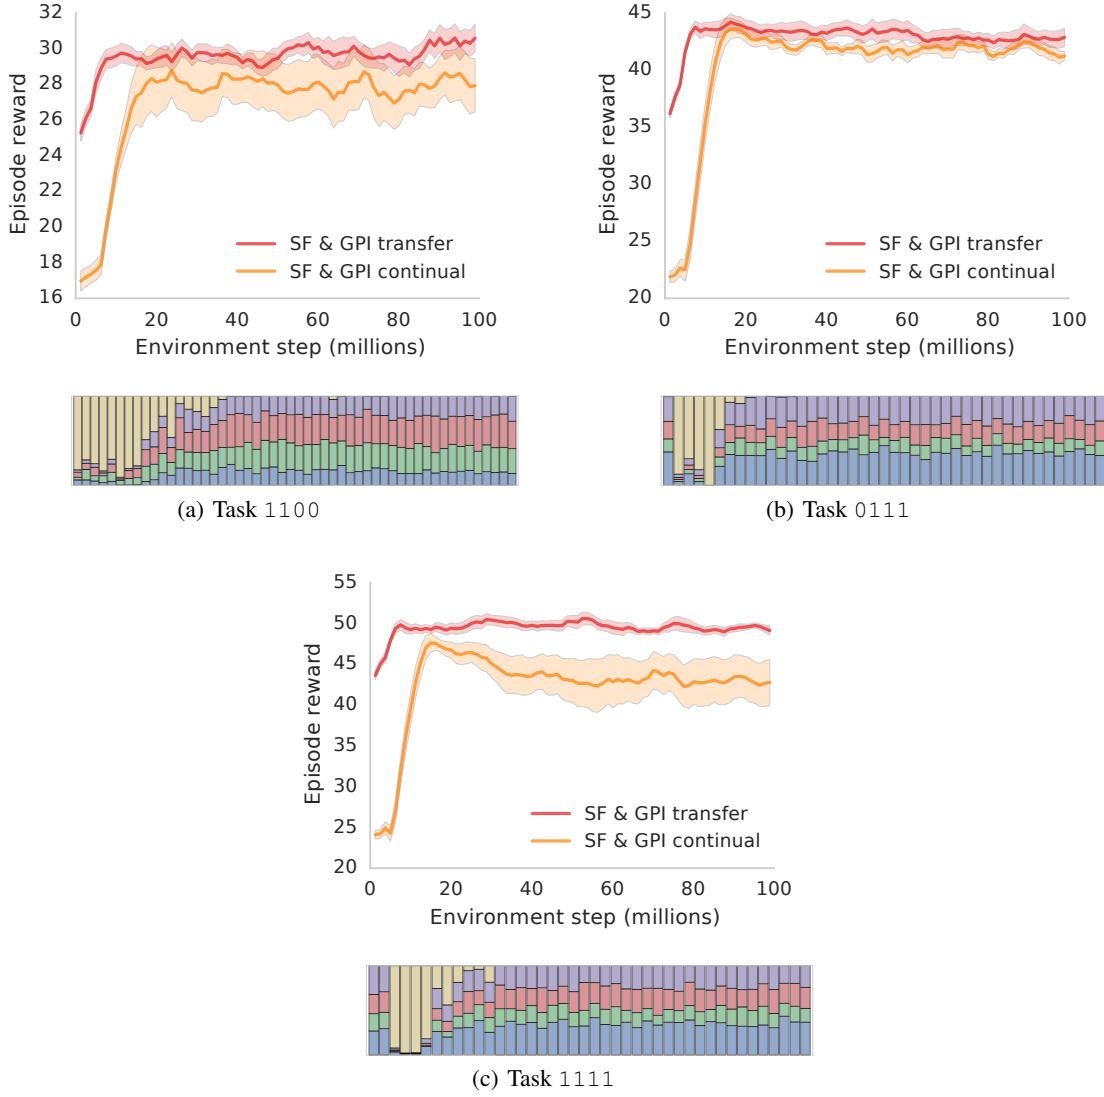 32
30
28
26
24
22
20
18
16
Episode reward
SF & GPI transfer
SF & GPI continual
0 20 40 60 80 100
Environment step (millions)
(a) Task 1100
45
40
35
30
25
20
Episode reward
SF & GPI transfer
SF & GPI continual
0 20 40 60 80 100
Environment step (millions)
(b) Task 0111
55
50
45
40
35
30
25
20
Episode reward
SF & GPI transfer
SF & GPI continual
0 20 40 60 80 100
Environment step (millions)
(c) Task 1111